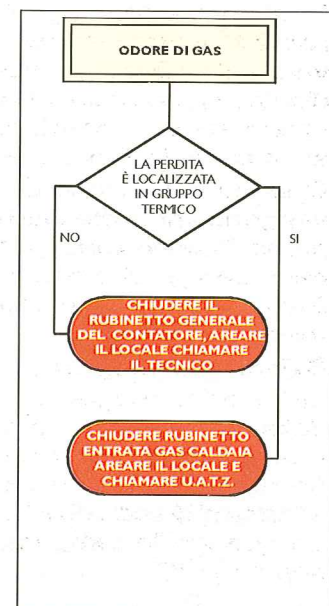 ODORE DI GAS
LA PERDITA
È LOCALIZZATA
IN GRUPPO
TERMICO
NO
SI
CHIUDERE IL
RUBINETTO GENERALE
DEL CONTATORE, AREARE
IL LOCALE CHIAMARE
IL TECNICO
CHIUDERE RUBINETTO
ENTRATA GAS CALDAIA
AREARE IL LOCALE E
CHIAMARE U.A.T.Z.